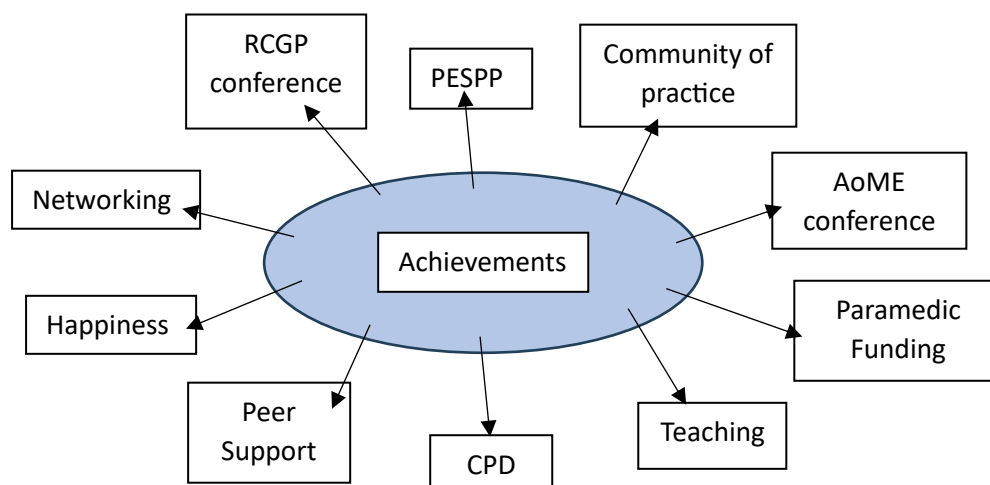 RCGP
conference
PESPP
Community of
practice
Networking
AoME
conference
Achievements
Happiness
Paramedic
Funding
Peer
Support
CPD
Teaching